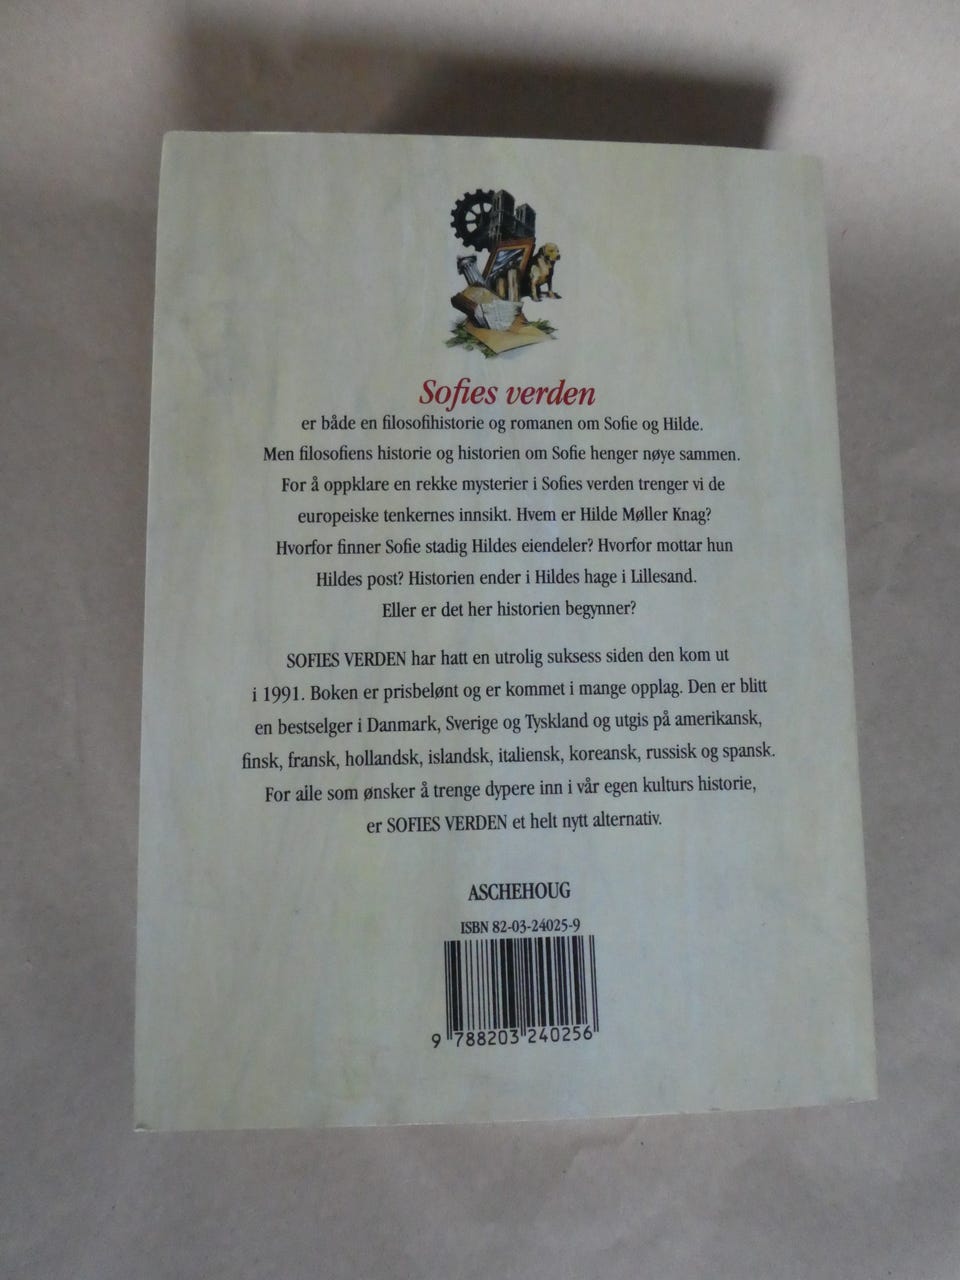 Sofies verden
er både en filosofihistorie og romanen om Sofie og Hilde.
Men filosofiens historie og historien om Sofie henger nøye sammen.
For å oppklare en rekke mysterier i Sofies verden trenger vi de
europeiske tenkernes innsikt. Hvem er Hilde Møller Knag?
Hvorfor finner Sofie stadig Hildes eiendeler? Hvorfor mottar hun
Hildes post? Historien ender i Hildes hage i Lillesand.
Eller er det her historien begynner?
SOFIES VERDEN har hatt en utrolig suksess siden den kom ut
i 1991. Boken er prisbelønt og er kommet i mange opplag. Den er blitt
en bestselger i Danmark, Sverige og Tyskland og utgis på amerikansk,
finsk, fransk, hollandsk, islandsk, italiensk, koreansk, russisk og spansk.
For alle som ønsker å trenge dypere inn i vår egen kulturs historie,
er SOFIES VERDEN et helt nytt alternativ.
ASCHEHOUG
ISBN 82-03-24025-9
9 788203 240256